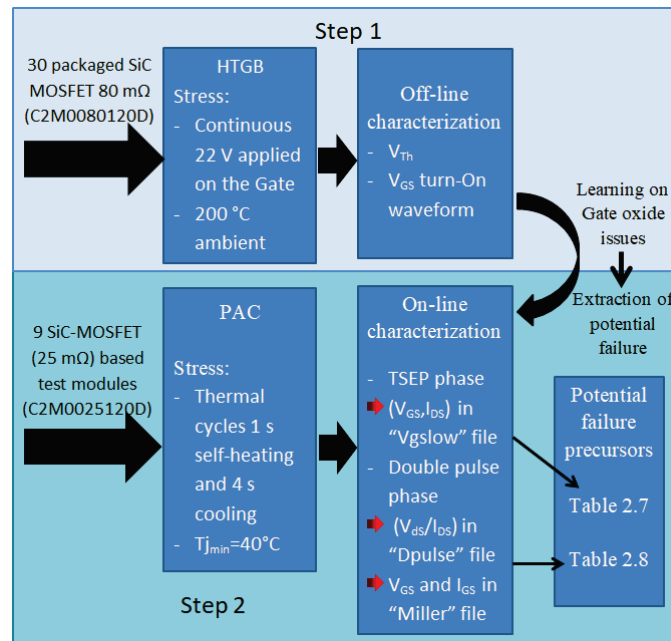 Step 1
30 packaged SiC
MOSFET 80 mΩ
(C2M0080120D)
HTGB
Stress:
- Continuous
22 V applied
on the Gate
- 200 °C
ambient
Off-line
characterization
- VTh
- VGS turn-On
waveform
Learning on
Gate oxide
issues
Extraction of
potential
failure
9 SiC-MOSFET
(25 mΩ) based
test modules
(C2M0025120D)
PAC
Stress:
- Thermal
cycles 1 s
self-heating
and 4 s
cooling
- Tjmin=40°C
On-line
characterization
- TSEP phase
(VGS,IDS) in
“Vgslow” file
- Double pulse
phase
(VdS/IDS) in
“Dpulse” file
VGS and IGS in
“Miller” file
Potential
failure
precursors
Table 2.7
Table 2.8
Step 2